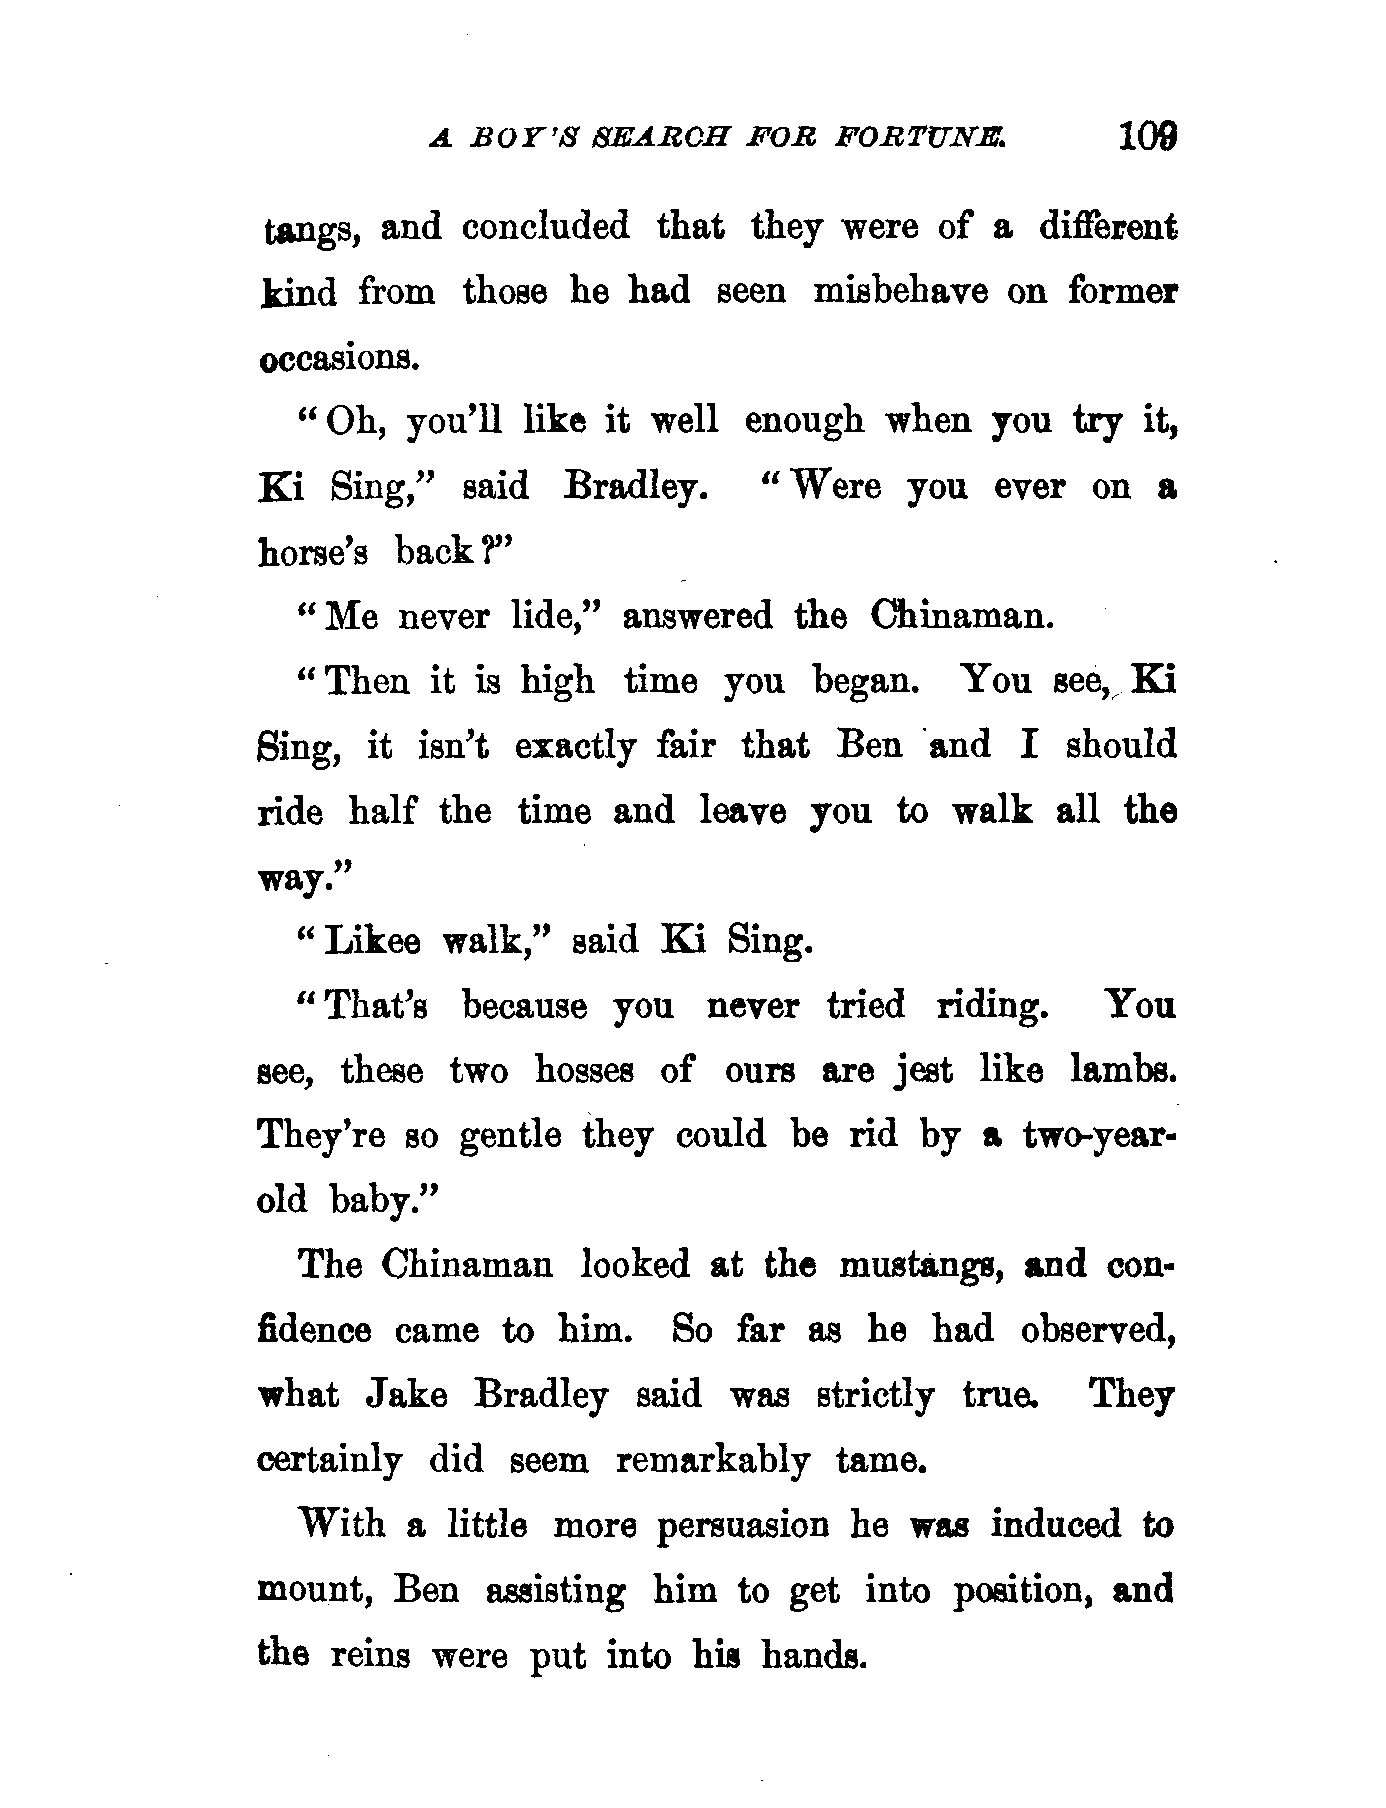 A BOY'S SEARCH FOR FORTUNE. 109
tangs, and concluded that they were of a different
kind from those he had seen misbehave on former
occasions.
"Oh, you'll like it well enough when you try it,
Ki Sing," said Bradley. "Were you ever on a
horse's back?"
"Me never lide," answered the Chinaman.
"Then it is high time you began. You see, Ki
Sing, it isn't exactly fair that Ben and I should
ride half the time and leave you to walk all the
way."
"Likee walk," said Ki Sing.
"That's because you never tried riding. You
see, these two hosses of ours are jest like lambs.
They're so gentle they could be rid by a two-year-
old baby."
The Chinaman looked at the mustangs, and con-
fidence came to him. So far as he had observed,
what Jake Bradley said was strictly true. They
certainly did seem remarkably tame.
With a little more persuasion he was induced to
mount, Ben assisting him to get into position, and
the reins were put into his hands.